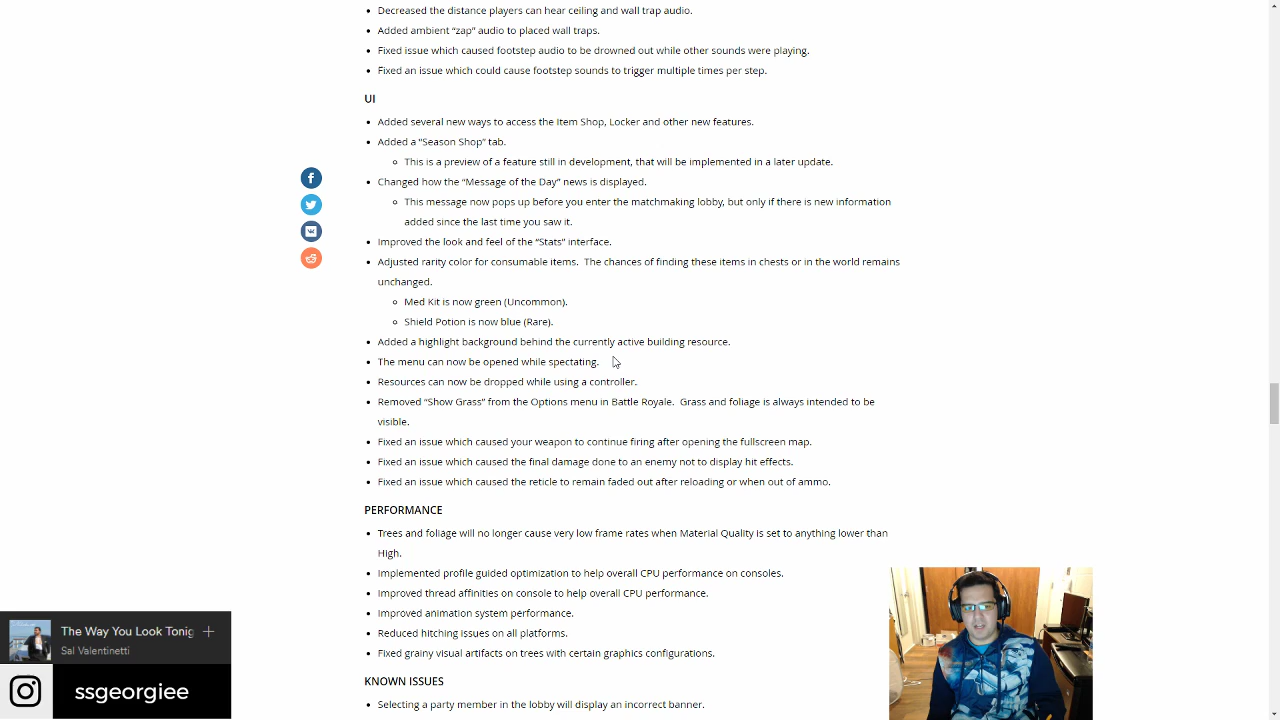 Decreased the distance players can hear ceiling and wall trap audio.
Added ambient “zap” audio to placed wall traps.
Fixed issue which caused footstep audio to be drowned out while other sounds were playing.
Fixed an issue which could cause footstep sounds to trigger multiple times per step.
UI
Added several new ways to access the Item Shop, Locker and other new features.
Added a “Season Shop” tab.
This is a preview of a feature still in development, that will be implemented in a later update.
Changed how the “Message of the Day” news is displayed.
This message now pops up before you enter the matchmaking lobby, but only if there is new information
added since the last time you saw it.
Improved the look and feel of the “Stats” interface.
Adjusted rarity color for consumable items.  The chances of finding these items in chests or in the world remains
unchanged.
Med Kit is now green (Uncommon).
Shield Potion is now blue (Rare).
Added a highlight background behind the currently active building resource.
The menu can now be opened while spectating.
Resources can now be dropped while using a controller.
Removed “Show Grass” from the Options menu in Battle Royale.  Grass and foliage is always intended to be
visible.
Fixed an issue which caused your weapon to continue firing after opening the fullscreen map.
Fixed an issue which caused the final damage done to an enemy not to display hit effects.
Fixed an issue which caused the reticle to remain faded out after reloading or when out of ammo.
PERFORMANCE
Trees and foliage will no longer cause very low frame rates when Material Quality is set to anything lower than
High.
Implemented profile guided optimization to help overall CPU performance on consoles.
Improved thread affinities on console to help overall CPU performance.
Improved animation system performance.
Reduced hitching issues on all platforms.
Fixed grainy visual artifacts on trees with certain graphics configurations.
KNOWN ISSUES
Selecting a party member in the lobby will display an incorrect banner.
The Way You Look Tonig
Sal Valentinetti
ssgeorgiee